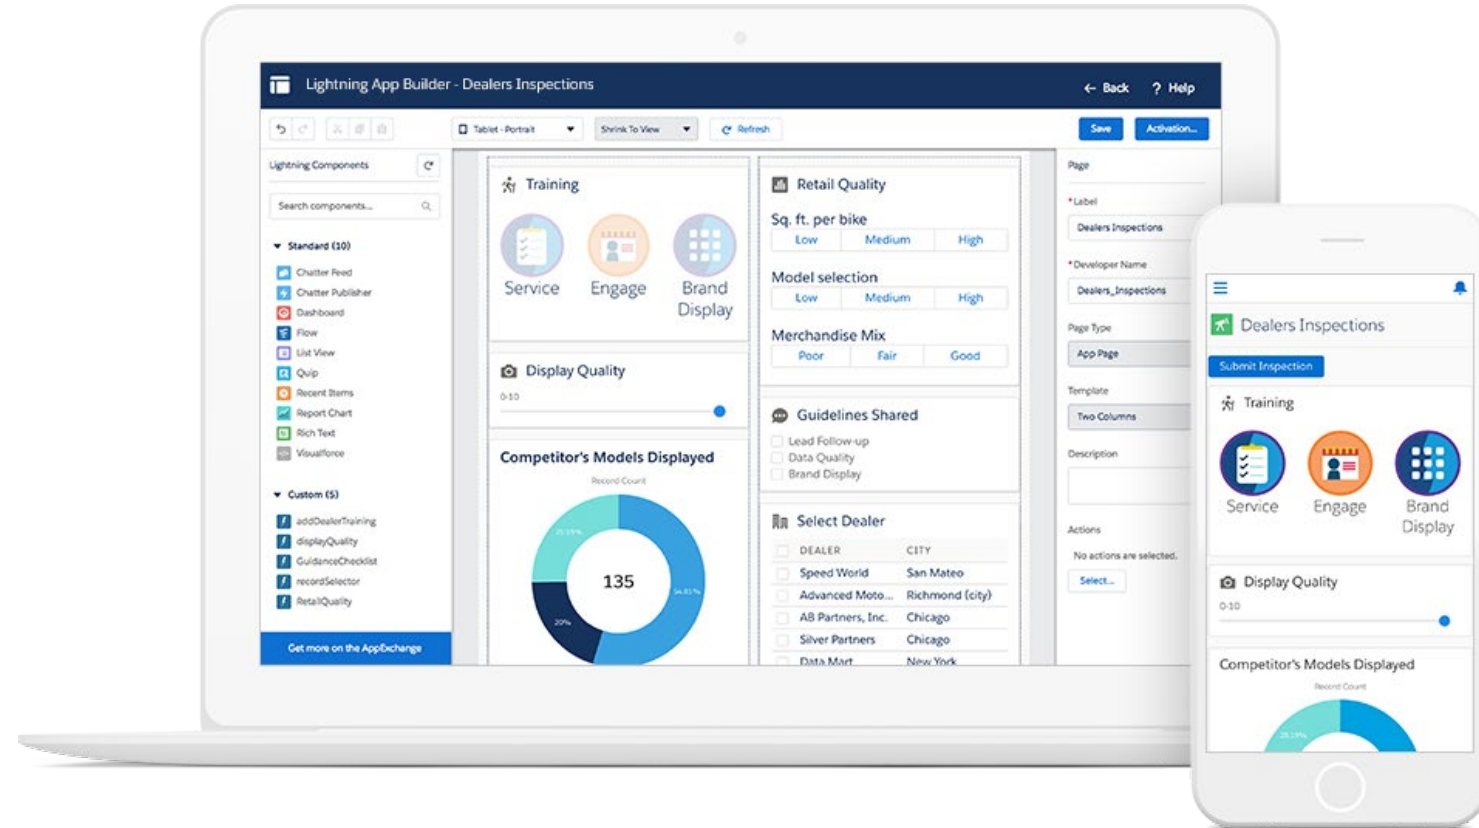 Lightning App Builder - Dealers Inspections
← Back
? Help
Tablet - Portrait
Shrink To View
Refresh
Save
Activation...
Lightning Components
Search components...
Standard (10)
Chatter Feed
Chatter Publisher
Dashboard
Flow
List View
Quip
Recent Items
Report Chart
Rich Text
Visualforce
Custom (5)
addDealerTraining
displayQuality
GuidanceChecklist
recordSelector
RetailQuality
Get more on the AppExchange
Training
Service
Engage
Brand
Display
Display Quality
0-10
Competitor's Models Displayed
Record Count
25.19%
54.81%
20%
135
Retail Quality
Sq. ft. per bike
Low Medium High
Model selection
Low Medium High
Merchandise Mix
Poor Fair Good
Guidelines Shared
Lead Follow-up
Data Quality
Brand Display
Select Dealer
DEALER CITY
Speed World San Mateo
Advanced Moto... Richmond (city)
AB Partners, Inc. Chicago
Silver Partners Chicago
Data Mart New York
Page
*Label
Dealers Inspections
*Developer Name
Dealers_Inspections
Page Type
App Page
Template
Two Columns
Description
Actions
No actions are selected.
Select...
Dealers Inspections
Submit Inspection
Training
Service
Engage
Brand
Display
Display Quality
0-10
Competitor's Models Displayed
Record Count
25.19%